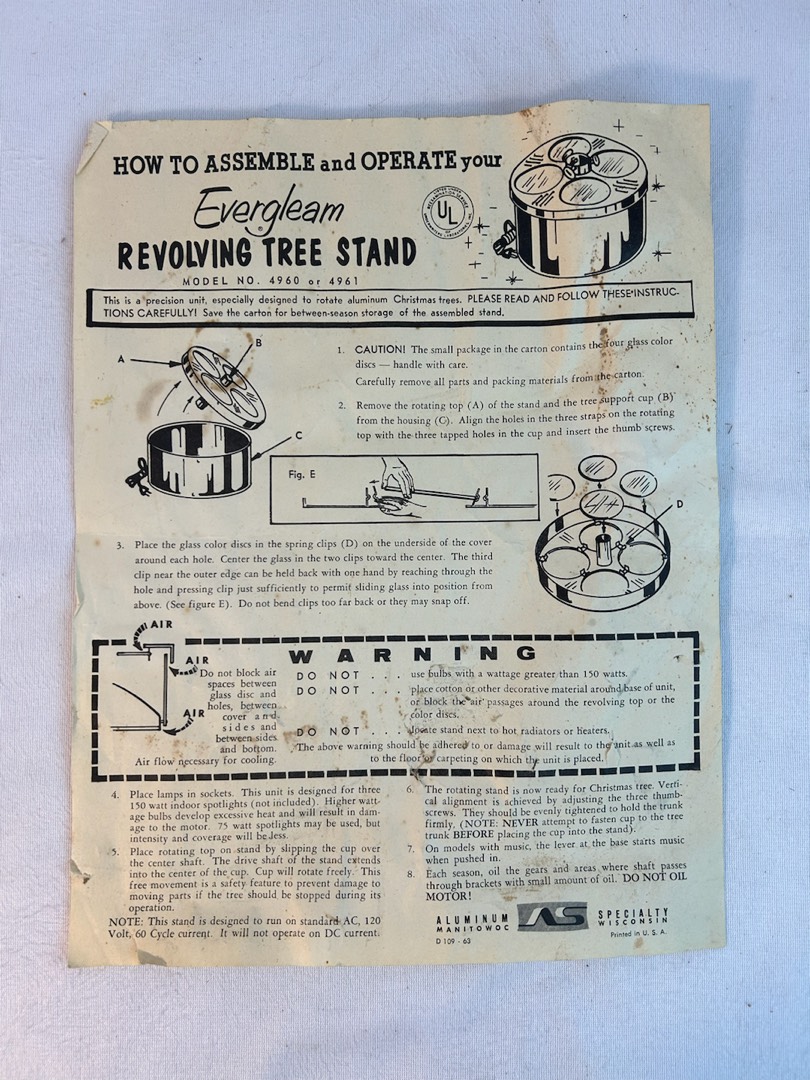 HOW TO ASSEMBLE and OPERATE your
Evergleam
UL
REVOLVING TREE STAND
MODEL NO. 4960 or 4961
This is a precision unit, especially designed to rotate aluminum Christmas trees. PLEASE READ AND FOLLOW THESE INSTRUC-
TIONS CAREFULLY! Save the carton for between-season storage of the assembled stand.
A
B
C
1. CAUTION! The small package in the carton contains the four glass color
discs — handle with care.
Carefully remove all parts and packing materials from the carton.
2. Remove the rotating top (A) of the stand and the tree support cup (B)
from the housing (C). Align the holes in the three straps on the rotating
top with the three tapped holes in the cup and insert the thumb screws.
Fig. E
D
3. Place the glass color discs in the spring clips (D) on the underside of the cover
around each hole. Center the glass in the two clips toward the center. The third
clip near the outer edge can be held back with one hand by reaching through the
hole and pressing clip just sufficiently to permit sliding glass into position from
above. (See figure E). Do not bend clips too far back or they may snap off.
AIR
AIR
AIR
Do not block air
spaces between
glass disc and
holes, between
cover and
sides and
between sides
and bottom.
Air flow necessary for cooling.
WARNING
DO NOT . . . use bulbs with a wattage greater than 150 watts.
DO NOT . . . place cotton or other decorative material around base of unit,
or block the air passages around the revolving top or the
color discs.
DO NOT . . . locate stand next to hot radiators or heaters.
The above warning should be adhered to or damage will result to the unit as well as
to the floor or carpeting on which the unit is placed.
4. Place lamps in sockets. This unit is designed for three
150 watt indoor spotlights (not included). Higher watt-
age bulbs develop excessive heat and will result in dam-
age to the motor. 75 watt spotlights may be used, but
intensity and coverage will be less.
5. Place rotating top on stand by slipping the cup over
the center shaft. The drive shaft of the stand extends
into the center of the cup. Cup will rotate freely. This
free movement is a safety feature to prevent damage to
moving parts if the tree should be stopped during its
operation.
NOTE: This stand is designed to run on standard AC, 120
Volt, 60 Cycle current. It will not operate on DC current.
6. The rotating stand is now ready for Christmas tree. Verti-
cal alignment is achieved by adjusting the three thumb-
screws. They should be evenly tightened to hold the trunk
firmly. (NOTE: NEVER attempt to fasten cup to the tree
trunk BEFORE placing the cup into the stand).
7. On models with music, the lever at the base starts music
when pushed in.
8. Each season, oil the gears and areas where shaft passes
through brackets with small amount of oil. DO NOT OIL
MOTOR!
ALUMINUM AS SPECIALTY
MANITOWOC WISCONSIN
D 109 - 63
Printed in U. S. A.